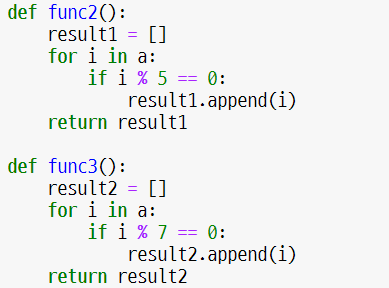 def func2():
    result1 = []
    for i in a:
        if i % 5 == 0:
            result1.append(i)
    return result1

def func3():
    result2 = []
    for i in a:
        if i % 7 == 0:
            result2.append(i)
    return result2